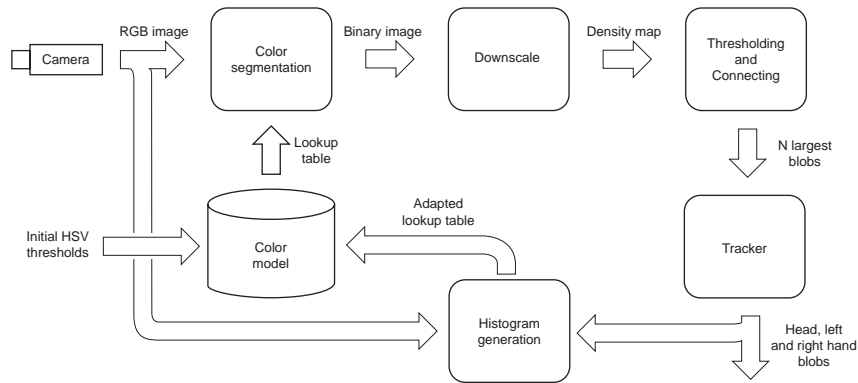 RGB image
Camera
Color
segmentation
Binary image
Downscale
Density map
Thresholding
and
Connecting
Lookup
table
N largest
blobs
Initial HSV
thresholds
Color
model
Adapted
lookup table
Tracker
Histogram
generation
Head, left
and right hand
blobs